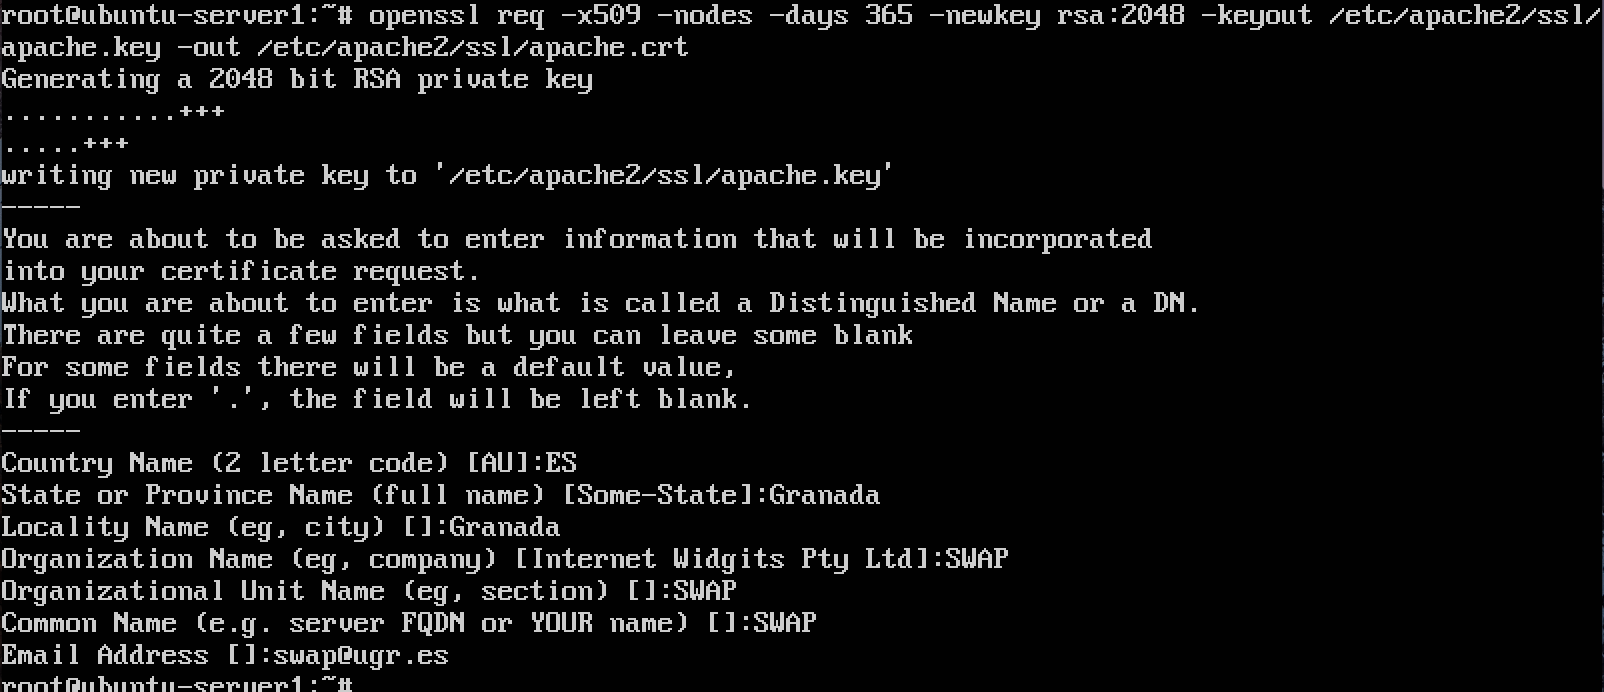 root@ubuntu-server1:~# openssl req -x509 -nodes -days 365 -newkey rsa:2048 -keyout /etc/apache2/ssl/
apache.key -out /etc/apache2/ssl/apache.crt
Generating a 2048 bit RSA private key
...........+++
.....+++
writing new private key to '/etc/apache2/ssl/apache.key'
-----
You are about to be asked to enter information that will be incorporated
into your certificate request.
What you are about to enter is what is called a Distinguished Name or a DN.
There are quite a few fields but you can leave some blank
For some fields there will be a default value,
If you enter '.', the field will be left blank.
-----
Country Name (2 letter code) [AU]:ES
State or Province Name (full name) [Some-State]:Granada
Locality Name (eg, city) []:Granada
Organization Name (eg, company) [Internet Widgits Pty Ltd]:SWAP
Organizational Unit Name (eg, section) []:SWAP
Common Name (e.g. server FQDN or YOUR name) []:SWAP
Email Address []:swap@ugr.es
root@ubuntu-server1:~#